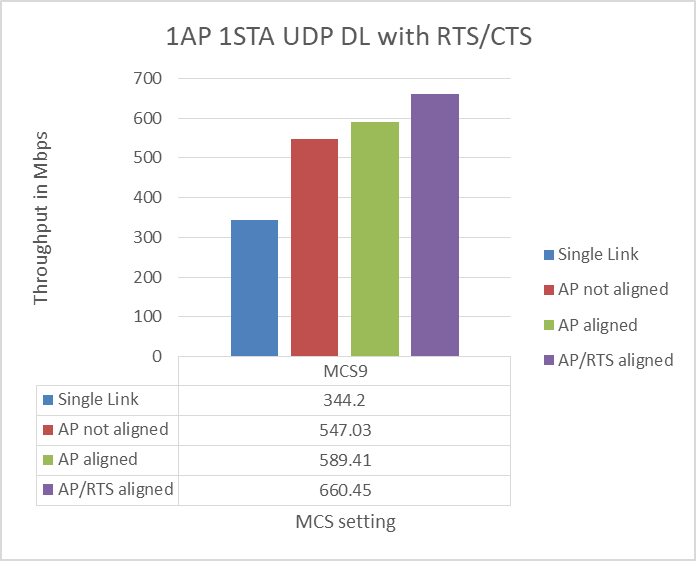 1AP 1STA UDP DL with RTS/CTS
Throughput in Mbps
700
600
500
400
300
200
100
0
Single Link
AP not aligned
AP aligned
AP/RTS aligned
MCS9
Single Link 344.2
AP not aligned 547.03
AP aligned 589.41
AP/RTS aligned 660.45
MCS setting